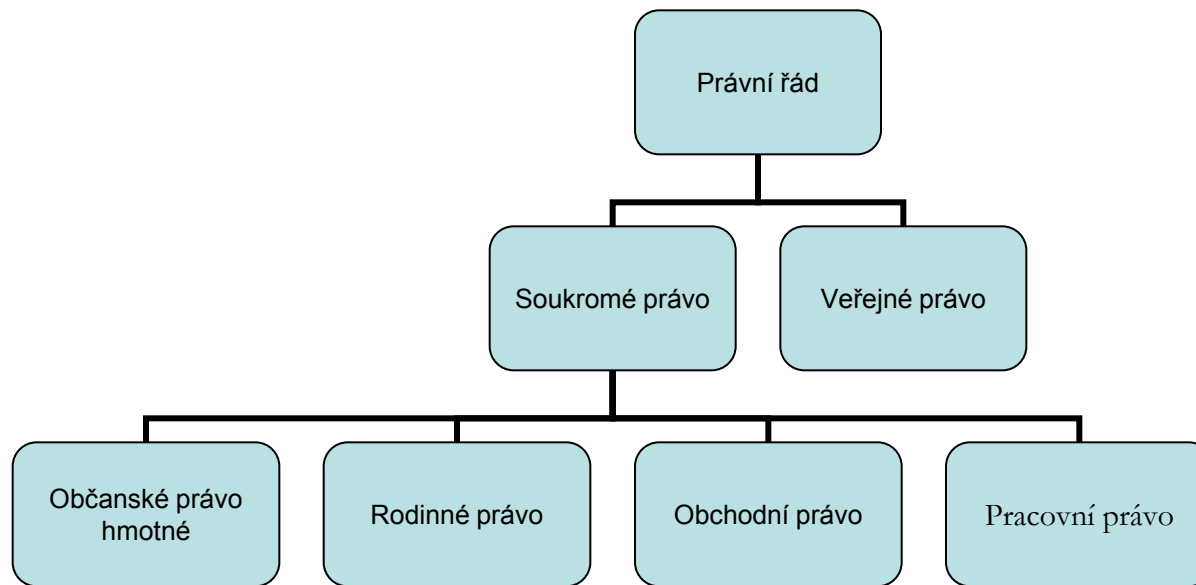 Právní řád
Soukromé právo
Veřejné právo
Občanské právo
hmotné
Rodinné právo
Obchodní právo
Pracovní právo